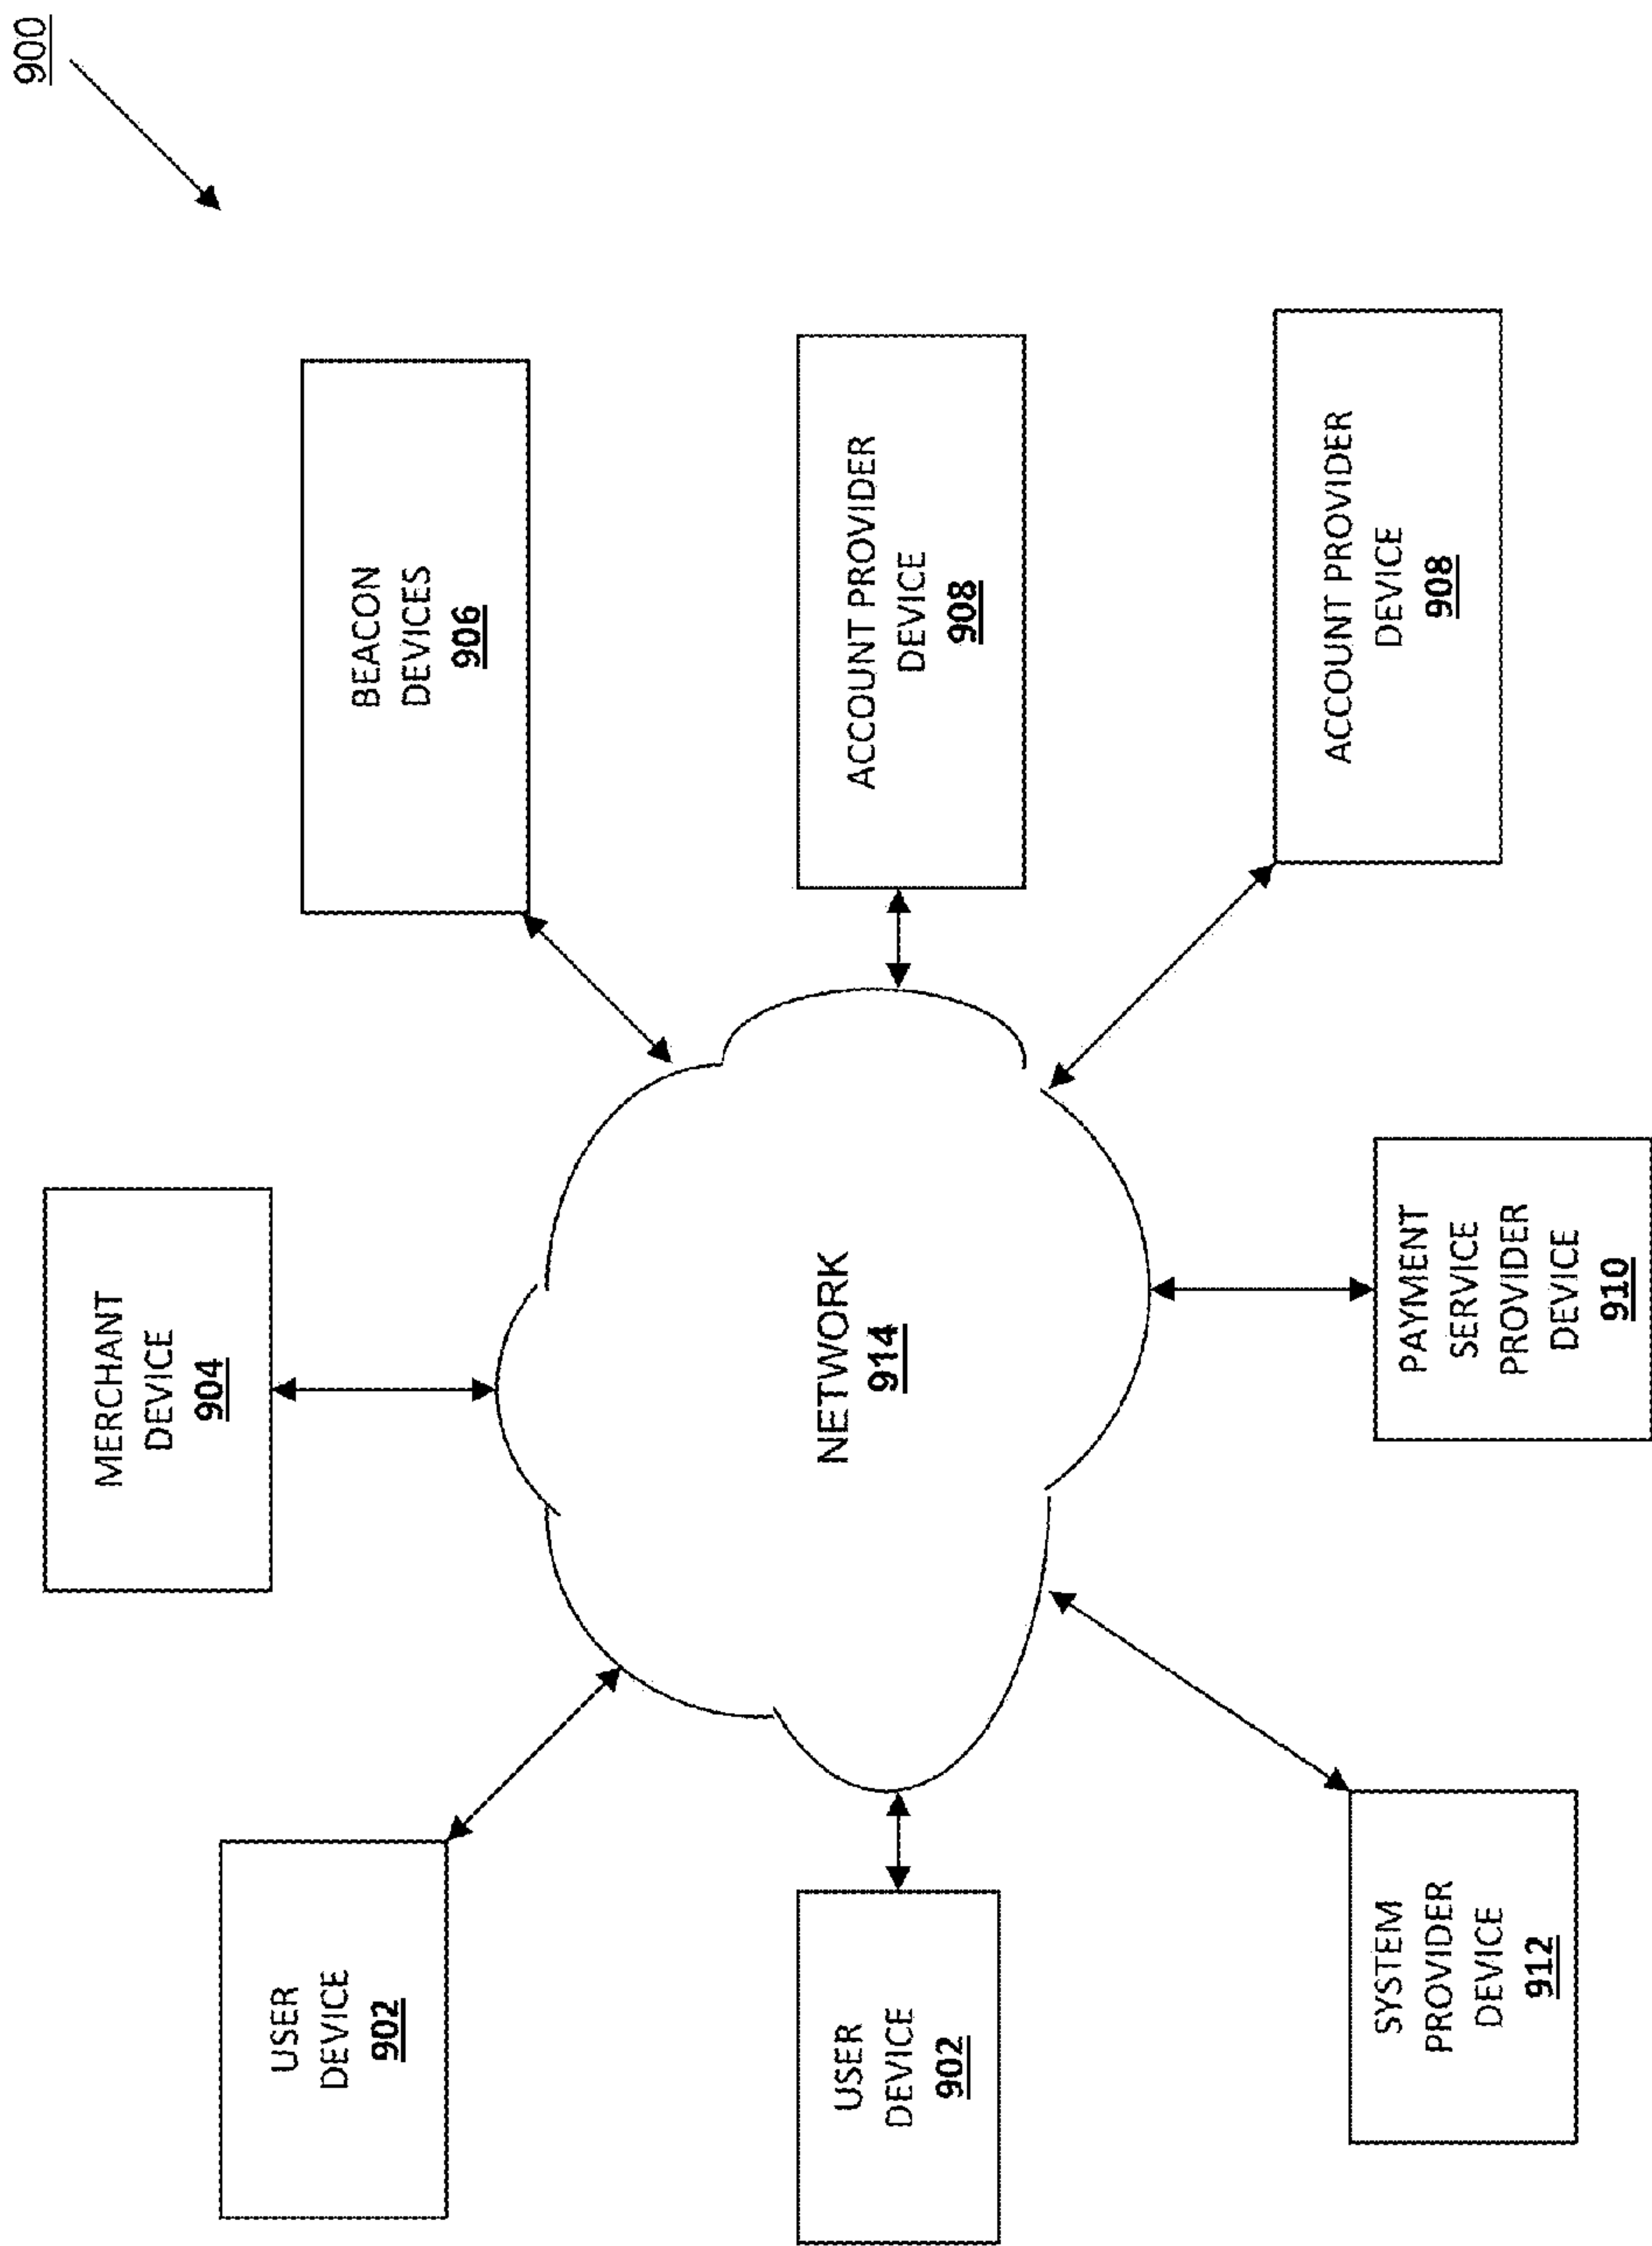 900
MERCHANT
DEVICE
904
USER
DEVICE
902
BEACON
DEVICES
906
USER
DEVICE
902
NETWORK
914
ACCOUNT PROVIDER
DEVICE
908
SYSTEM
PROVIDER
DEVICE
912
PAYMENT
SERVICE
PROVIDER
DEVICE
910
ACCOUNT PROVIDER
DEVICE
908